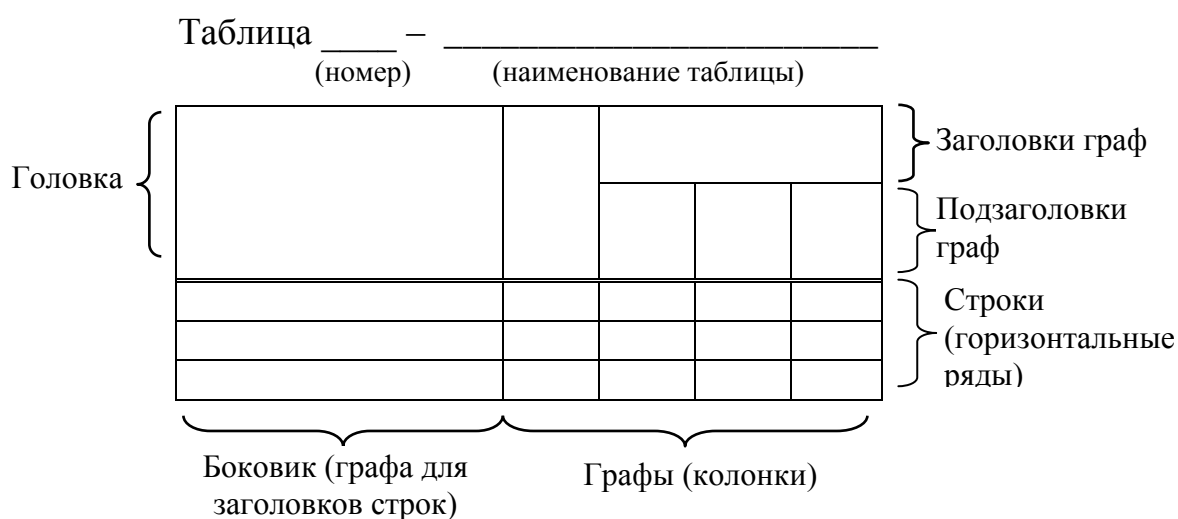 Таблица ____ – _______________________
(номер) (наименование таблицы)
Головка
Заголовки граф
Подзаголовки
граф
Строки
(горизонтальные
ряды)
Боковик (графа для
заголовков строк)
Графы (колонки)